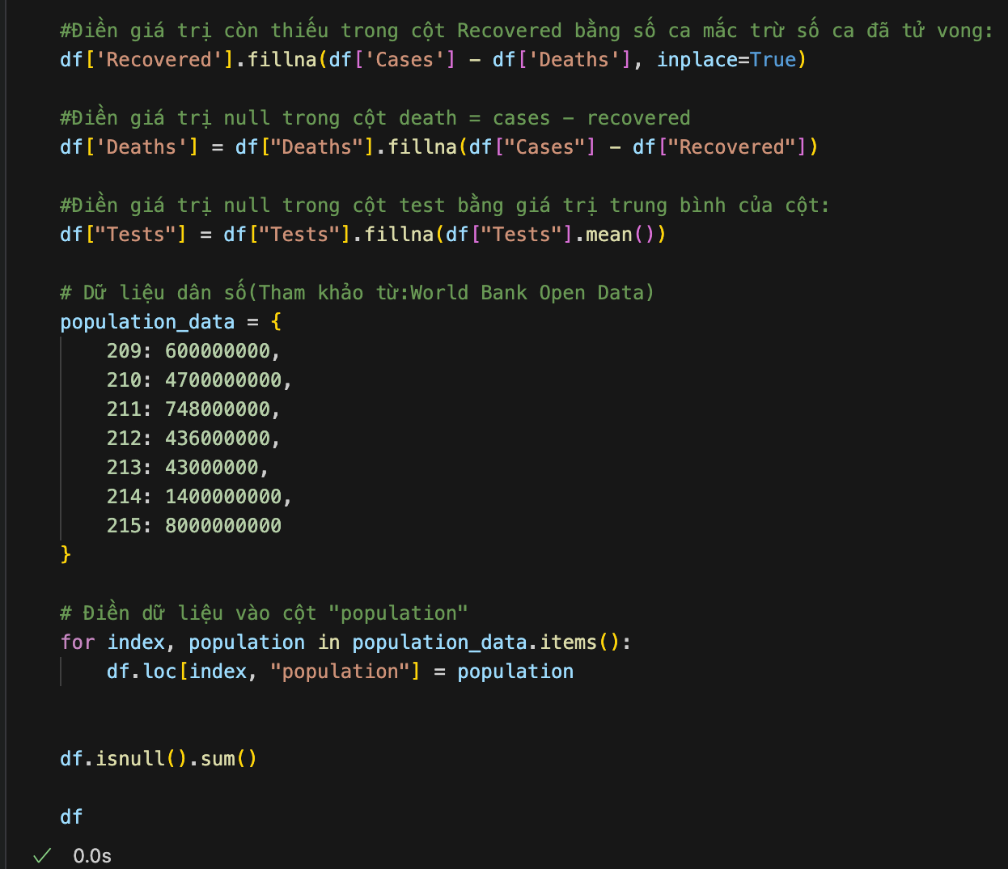 #Điền giá trị còn thiếu trong cột Recovered bằng số ca mắc trừ số ca đã tử vong:
df['Recovered'].fillna(df['Cases'] - df['Deaths'], inplace=True)
#Điền giá trị null trong cột death = cases - recovered
df['Deaths'] = df["Deaths"].fillna(df["Cases"] - df["Recovered"])
#Điền giá trị null trong cột test bằng giá trị trung bình của cột:
df["Tests"] = df["Tests"].fillna(df["Tests"].mean())
# Dữ liệu dân số(Tham khảo từ:World Bank Open Data)
population_data = {
    209: 600000000,
    210: 4700000000,
    211: 748000000,
    212: 436000000,
    213: 43000000,
    214: 1400000000,
    215: 8000000000
}
# Điền dữ liệu vào cột "population"
for index, population in population_data.items():
    df.loc[index, "population"] = population
df.isnull().sum()
df
0.0s